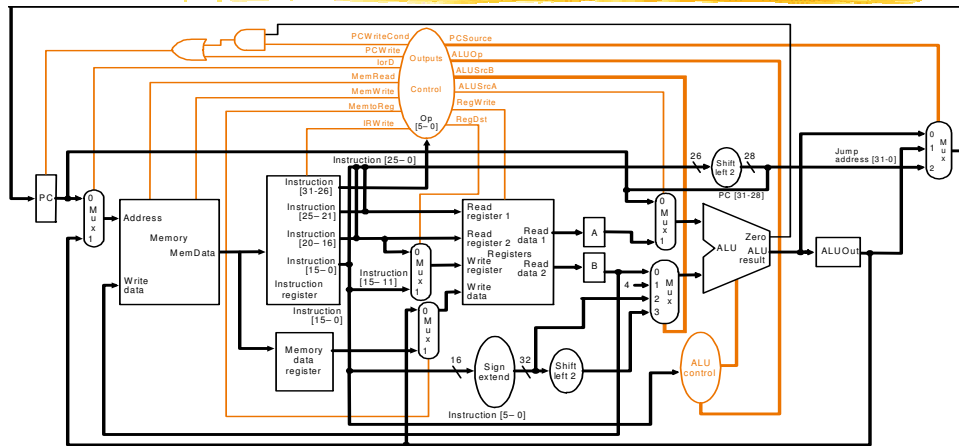 PCWriteCond
PCWrite
IorD
MemRead
MemWrite
MemtoReg
IRWrite
Outputs
Control
Op
[5–0]
PCSource
ALUOp
ALUSrcB
ALUSrcA
RegWrite
RegDst
Instruction [25–0]
26
Shift
left 2
28
Jump
address [31-0]
PC [31-28]
0
1
2
M
u
x
PC
0
M
u
x
1
Address
Memory
MemData
Write
data
Instruction
[31-26]
Instruction
[25–21]
Instruction
[20–16]
Instruction
[15–0]
Instruction
register
Instruction
[15–0]
Instruction
[15–11]
Memory
data
register
0
M
u
x
1
0
M
u
x
1
Read
register 1
Read
register 2
Registers
Write
register
Write
data
Read
data 1
Read
data 2
A
B
0
M
u
x
1
4
0
1
2
3
M
u
x
Zero
ALU
ALU
result
ALUOut
16
Sign
extend
32
Shift
left 2
ALU
control
Instruction [5–0]